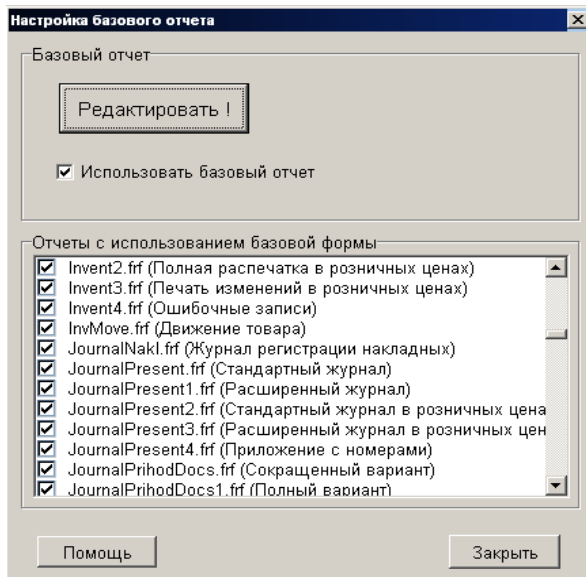 Настройка базового отчета
Базовый отчет
Редактировать !
Использовать базовый отчет
Отчеты с использованием базовой формы
Invent2.frf (Полная распечатка в розничных ценах)
Invent3.frf (Печать изменений в розничных ценах)
Invent4.frf (Ошибочные записи)
InvMove.frf (Движение товара)
JournalNakl.frf (Журнал регистрации накладных)
JournalPresent.frf (Стандартный журнал)
JournalPresent1.frf (Расширенный журнал)
JournalPresent2.frf (Стандартный журнал в розничных цена
JournalPresent3.frf (Расширенный журнал в розничных цен
JournalPresent4.frf (Приложение с номерами)
JournalPrihodDocs.frf (Сокращенный вариант)
JournalPrihodDocs1.frf (Полный вариант)
Помощь
Закрыть